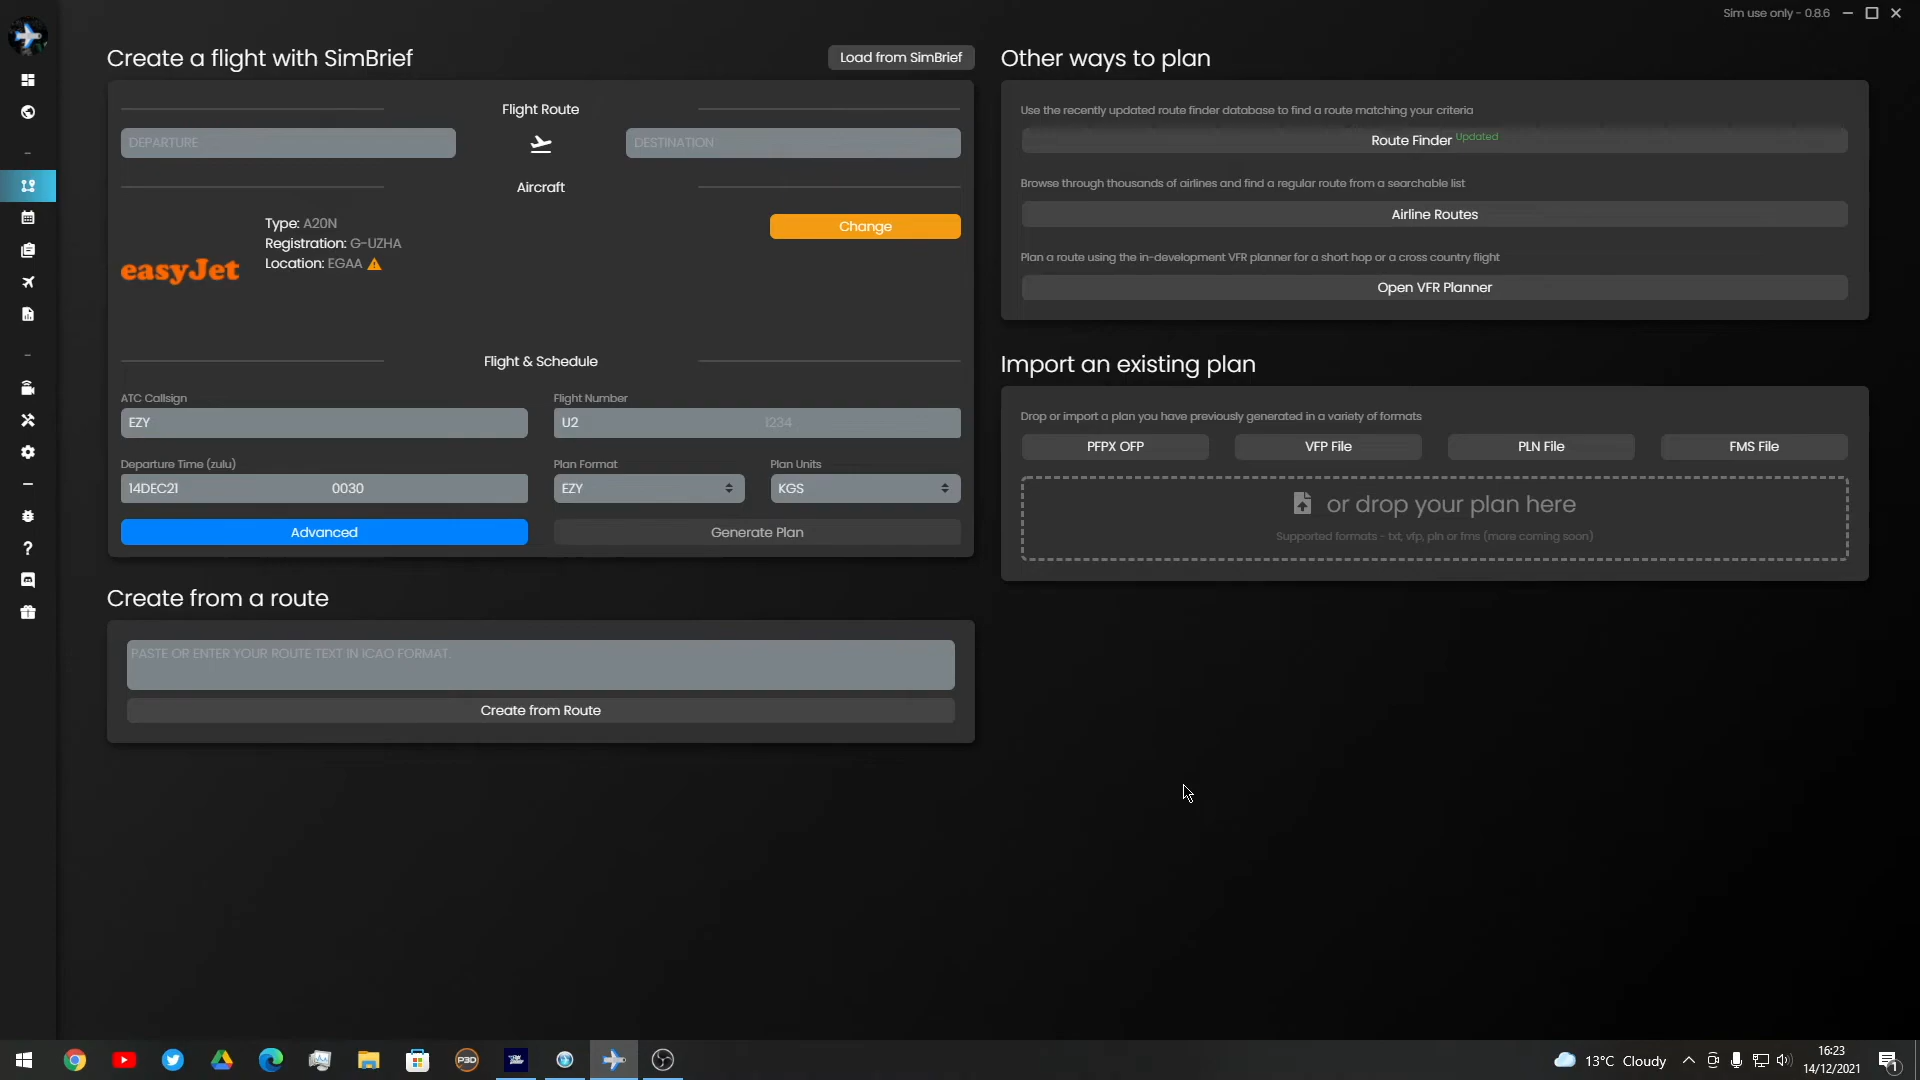 Sim use only - 0.8.6
Create a flight with SimBrief
Load from SimBrief
Flight Route
DEPARTURE
DESTINATION
Aircraft
easyJet
Type: A20N
Registration: G-UZHA
Location: EGAA
Change
Flight & Schedule
ATC Callsign
EZY
Flight Number
U2
1234
Departure Time (zulu)
14DEC21
0030
Plan Format
EZY
Plan Units
KGS
Advanced
Generate Plan
Create from a route
PASTE OR ENTER YOUR ROUTE TEXT IN ICAO FORMAT.
Create from Route
Other ways to plan
Use the recently updated route finder database to find a route matching your criteria
Route Finder Updated
Browse through thousands of airlines and find a regular route from a searchable list
Airline Routes
Plan a route using the in-development VFR planner for a short hop or a cross country flight
Open VFR Planner
Import an existing plan
Drop or import a plan you have previously generated in a variety of formats
PFPX OFP
VFP File
PLN File
FMS File
or drop your plan here
Supported formats - txt, vfp, pln or fms (more coming soon)
P3D
13°C Cloudy
16:23
14/12/2021
1